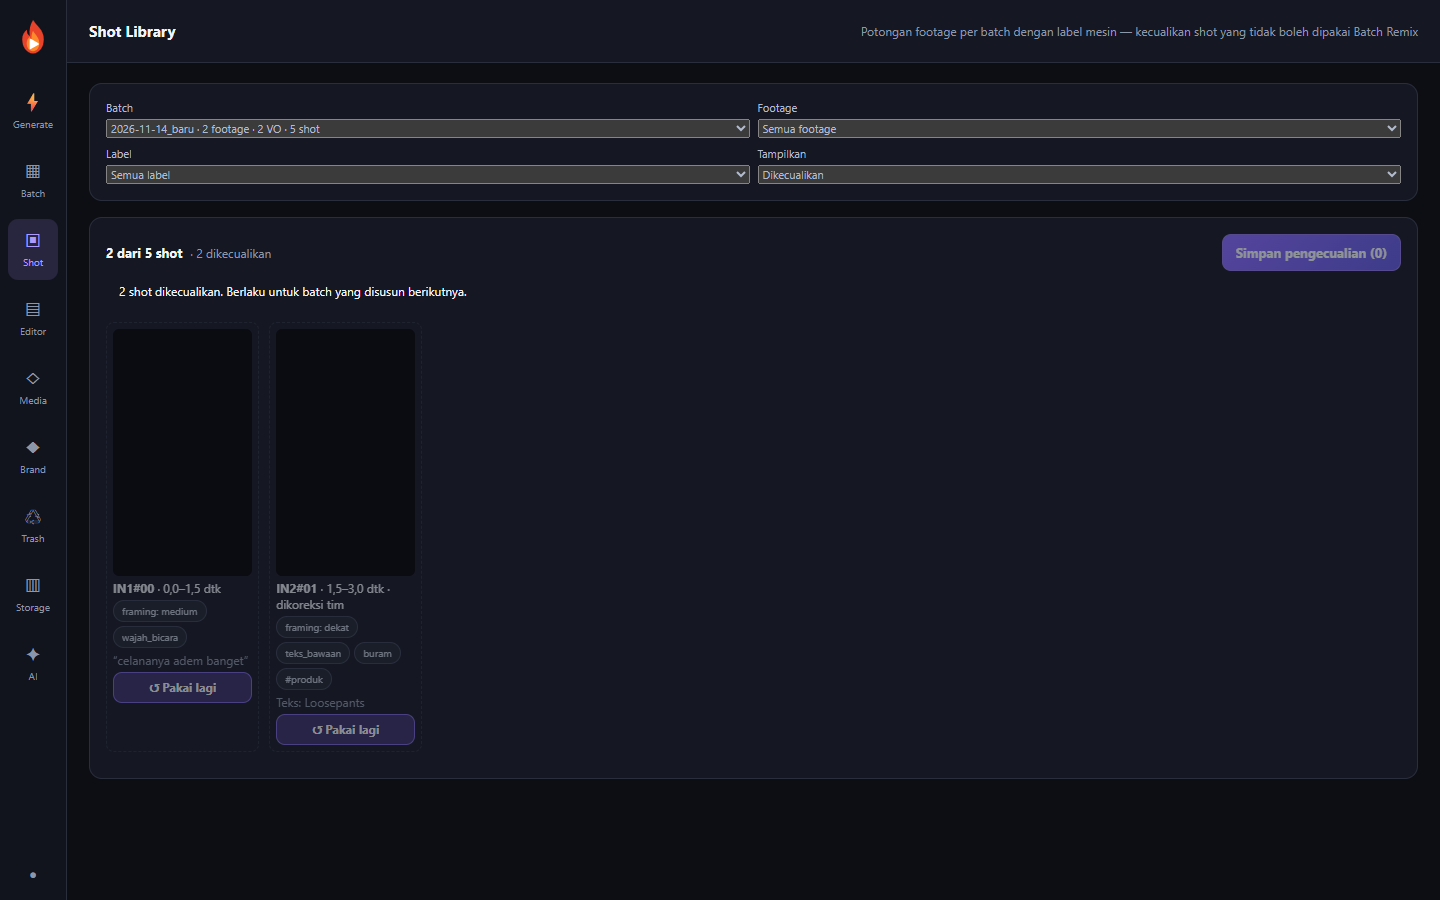 Shot Library
Potongan footage per batch dengan label mesin — kecualikan shot yang tidak boleh dipakai Batch Remix
Generate
Batch
Shot
Editor
Media
Brand
Trash
Storage
AI
Batch
2026-11-14_baru · 2 footage · 2 VO · 5 shot
Footage
Semua footage
Label
Semua label
Tampilkan
Dikecualikan
2 dari 5 shot · 2 dikecualikan
Simpan pengecualian (0)
2 shot dikecualikan. Berlaku untuk batch yang disusun berikutnya.
IN1#00 · 0,0–1,5 dtk
framing: medium
wajah_bicara
"celananya adem banget"
↺ Pakai lagi
IN2#01 · 1,5–3,0 dtk ·
dikoreksi tim
framing: dekat
teks_bawaan
buram
#produk
Teks: Loosepants
↺ Pakai lagi